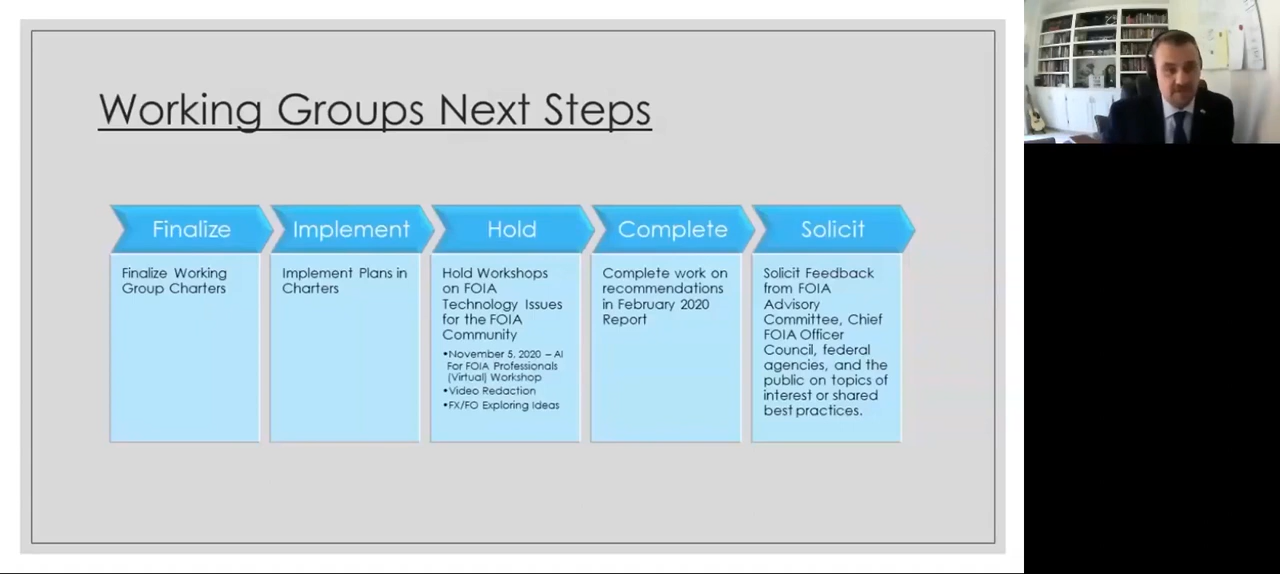 Working Groups Next Steps
Finalize
Implement
Hold
Complete
Solicit
Finalize Working
Group Charters
Implement Plans in
Charters
Hold Workshops
on FOIA
Technology Issues
for the FOIA
Community
•November 5, 2020 – AI
For FOIA Professionals
(Virtual) Workshop
•Video Redaction
•FX/FO Exploring Ideas
Complete work on
recommendations
in February 2020
Report
Solicit Feedback
from FOIA
Advisory
Committee, Chief
FOIA Officer
Council, federal
agencies, and the
public on topics of
interest or shared
best practices.